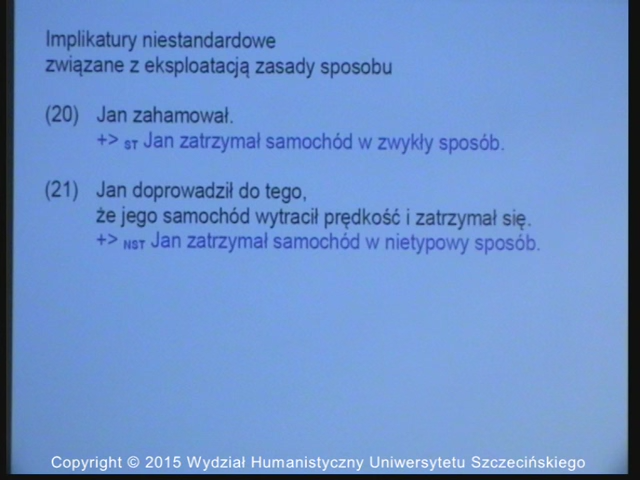 Implikatury niestandardowe
związane z eksploatacją zasady sposobu
(20) Jan zahamował.
+> ST Jan zatrzymał samochód w zwykły sposób.
(21) Jan doprowadził do tego,
że jego samochód wytracił prędkość i zatrzymał się.
+> NST Jan zatrzymał samochód w nietypowy sposób.
Copyright © 2015 Wydział Humanistyczny Uniwersytetu Szczecińskiego